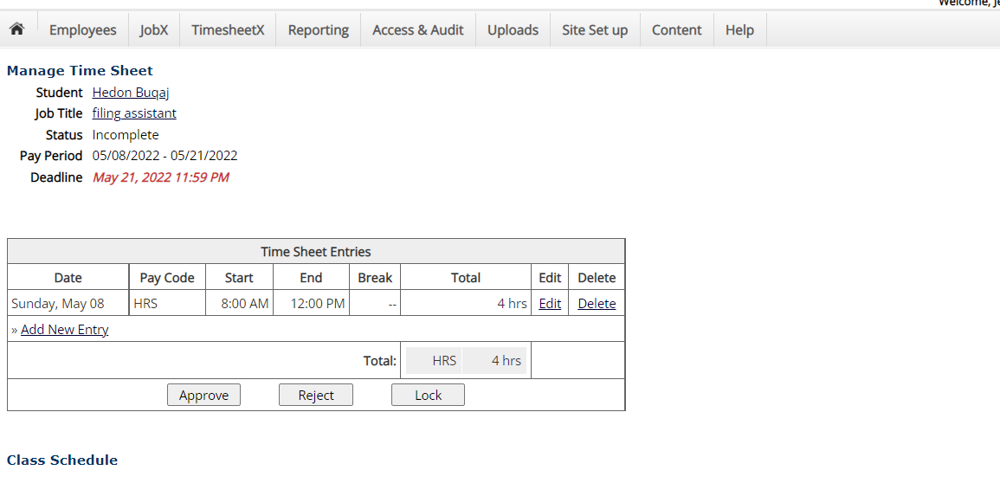 Welcome, Je
Employees JobX TimesheetX Reporting Access & Audit Uploads Site Set up Content Help
Manage Time Sheet
Student Hedon Buqaj
Job Title filing assistant
Status Incomplete
Pay Period 05/08/2022 - 05/21/2022
Deadline May 21, 2022 11:59 PM
Time Sheet Entries
Date Pay Code Start End Break Total Edit Delete
Sunday, May 08 HRS 8:00 AM 12:00 PM -- 4 hrs Edit Delete
» Add New Entry
Total: HRS 4 hrs
Approve Reject Lock
Class Schedule